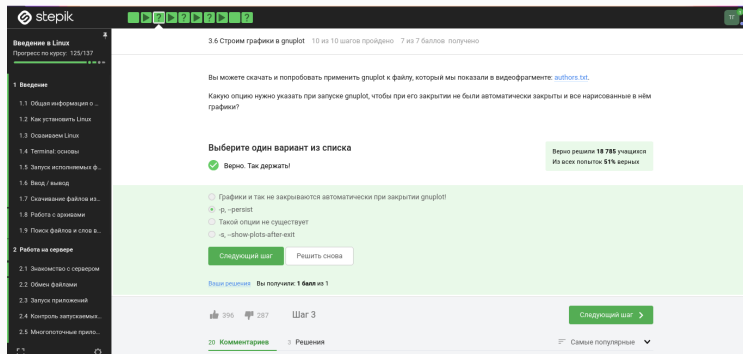 stepik
ТГ
Введение в Linux
Прогресс по курсу: 125/137
3.6 Строим графики в gnuplot 10 из 10 шагов пройдено 7 из 7 баллов получено
1 Введение
1.1 Общая информация о ...
1.2 Как установить Linux
1.3 Осваиваем Linux
1.4 Terminal: основы
1.5 Запуск исполняемых ф...
1.6 Ввод / вывод
1.7 Скачивание файлов из...
1.8 Работа с архивами
1.9 Поиск файлов и слов в...
2 Работа на сервере
2.1 Знакомство с сервером
2.2 Обмен файлами
2.3 Запуск приложений
2.4 Контроль запускаемых...
2.5 Многопоточные прило...
Вы можете скачать и попробовать применить gnuplot к файлу, который мы показали в видеофрагменте: authors.txt.
Какую опцию нужно указать при запуске gnuplot, чтобы при его закрытии не были автоматически закрыты и все нарисованные в нём
графики?
Выберите один вариант из списка
Верно. Так держать!
Верно решили 18 785 учащихся
Из всех попыток 51% верных
Графики и так не закрываются автоматически при закрытии gnuplot!
-p, --persist
Такой опции не существует
-s, --show-plots-after-exit
Следующий шаг
Решить снова
Ваши решения Вы получили: 1 балл из 1
396 287 Шаг 3
Следующий шаг
20 Комментариев 3 Решения
Самые популярные